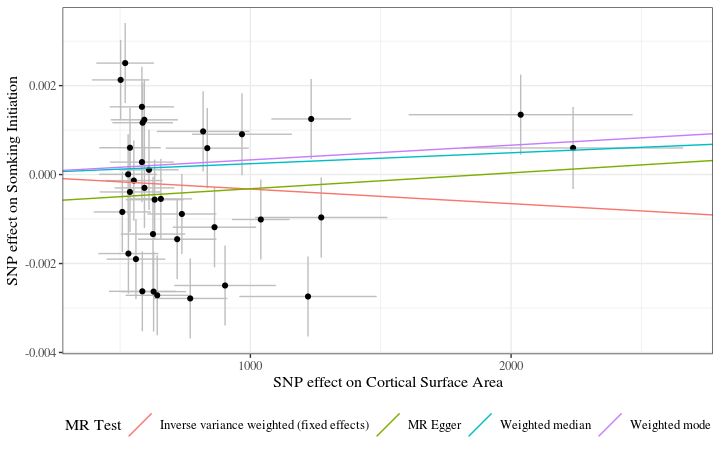 SNP effect on Somking Initiation
0.002
0.000
-0.002
-0.004
1000 2000
SNP effect on Cortical Surface Area
MR Test Inverse variance weighted (fixed effects) MR Egger Weighted median Weighted mode